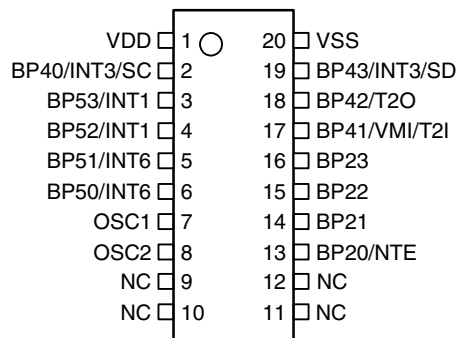 VDD 1 20 VSS
BP40/INT3/SC 2 19 BP43/INT3/SD
BP53/INT1 3 18 BP42/T2O
BP52/INT1 4 17 BP41/VMI/T2I
BP51/INT6 5 16 BP23
BP50/INT6 6 15 BP22
OSC1 7 14 BP21
OSC2 8 13 BP20/NTE
NC 9 12 NC
NC 10 11 NC